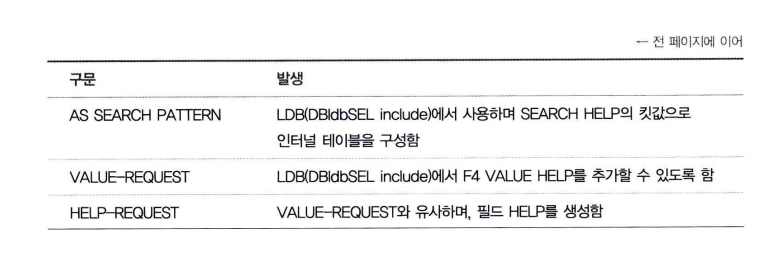 ← 전 페이지에 이어
구문 발생
AS SEARCH PATTERN LDB(DBldbSEL include)에서 사용하며 SEARCH HELP의 킷값으로
인터널 테이블을 구성함
VALUE-REQUEST LDB(DBldbSEL include)에서 F4 VALUE HELP를 추가할 수 있도록 함
HELP-REQUEST VALUE-REQUEST와 유사하며, 필드 HELP를 생성함